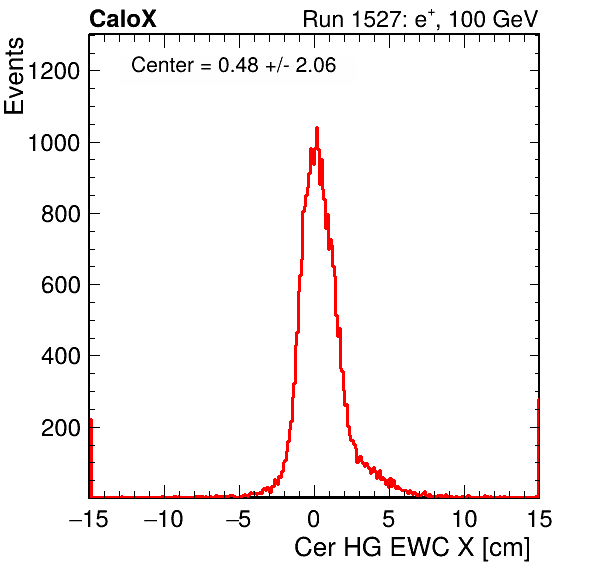 CaloX Run 1527: e⁺, 100 GeV
Events
Center = 0.48 +/- 2.06
1200
1000
800
600
400
200
−15 −10 −5 0 5 10 15
Cer HG EWC X [cm]